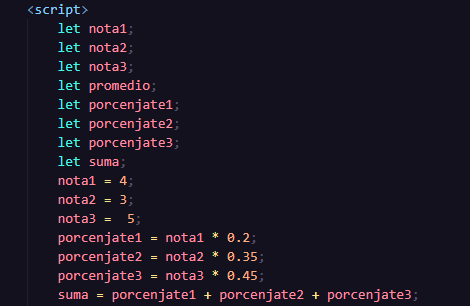 <script>
let nota1;
let nota2;
let nota3;
let promedio;
let porcenjate1;
let porcenjate2;
let porcenjate3;
let suma;
nota1 = 4;
nota2 = 3;
nota3 =  5;
porcenjate1 = nota1 * 0.2;
porcenjate2 = nota2 * 0.35;
porcenjate3 = nota3 * 0.45;
suma = porcenjate1 + porcenjate2 + porcenjate3;